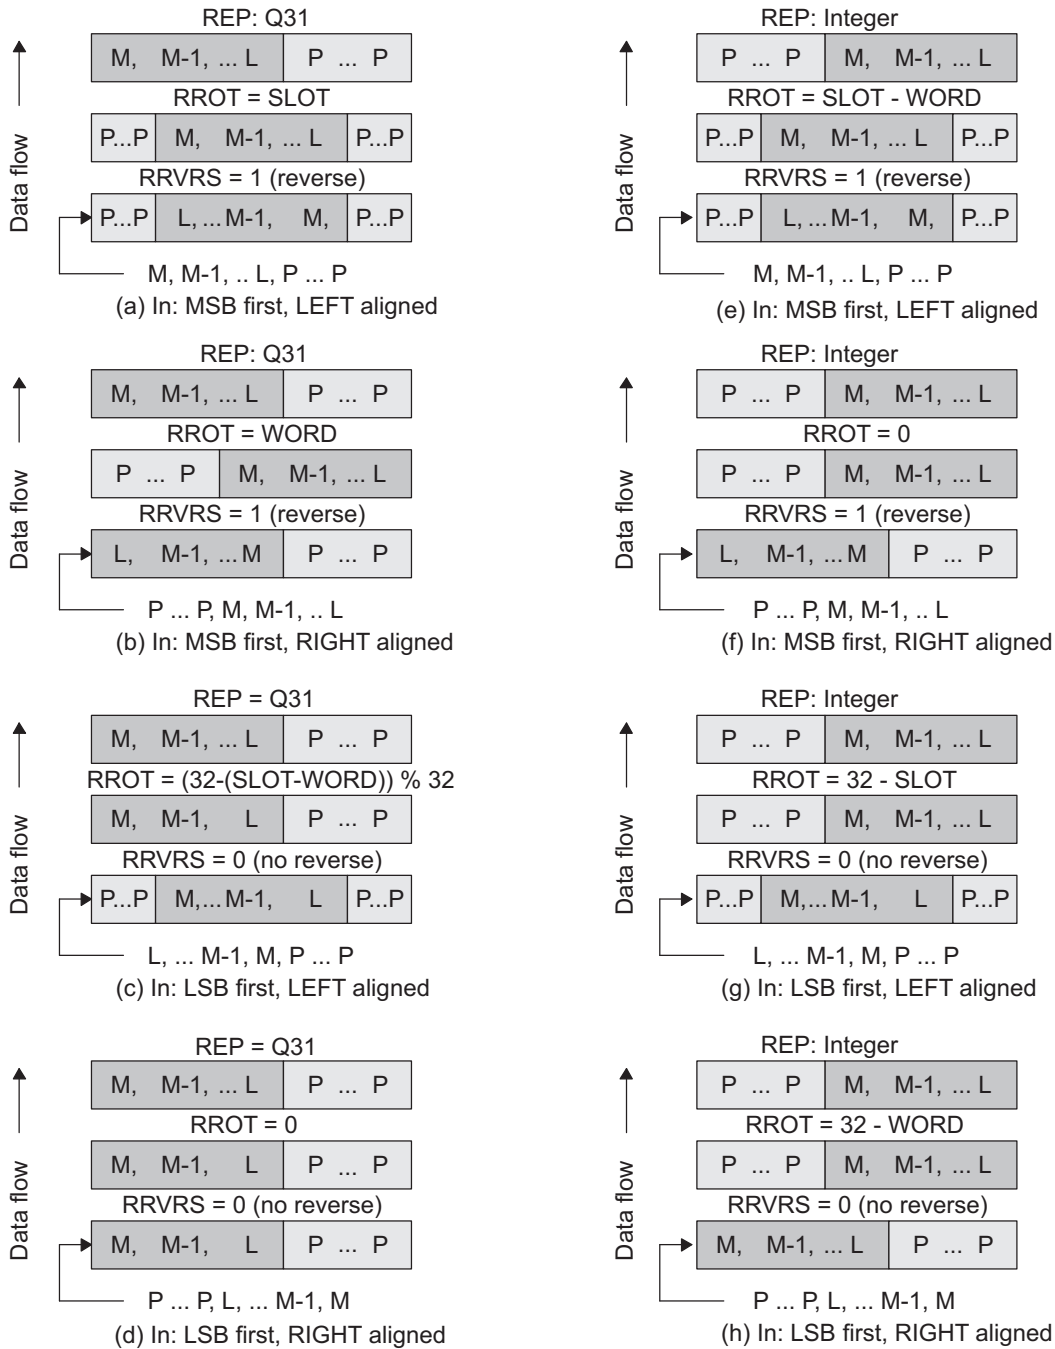 REP: Q31
M, M-1, ... L P ... P
RROT = SLOT
P...P M, M-1, ... L P...P
RRVRS = 1 (reverse)
P...P L, ... M-1, M, P...P
M, M-1, .. L, P ... P
(a) In: MSB first, LEFT aligned
Data flow
REP: Integer
P ... P M, M-1, ... L
RROT = SLOT - WORD
P...P M, M-1, ... L P...P
RRVRS = 1 (reverse)
P...P L, ... M-1, M, P...P
M, M-1, .. L, P ... P
(e) In: MSB first, LEFT aligned
Data flow
REP: Q31
M, M-1, ... L P ... P
RROT = WORD
P ... P M, M-1, ... L
RRVRS = 1 (reverse)
L, M-1, ... M P ... P
P ... P, M, M-1, .. L
(b) In: MSB first, RIGHT aligned
Data flow
REP: Integer
P ... P M, M-1, ... L
RROT = 0
P ... P M, M-1, ... L
RRVRS = 1 (reverse)
L, M-1, ... M P ... P
P ... P, M, M-1, .. L
(f) In: MSB first, RIGHT aligned
Data flow
REP = Q31
M, M-1, ... L P ... P
RROT = (32-(SLOT-WORD)) % 32
M, M-1, L P ... P
RRVRS = 0 (no reverse)
P...P M,... M-1, L P...P
L, ... M-1, M, P ... P
(c) In: LSB first, LEFT aligned
Data flow
REP: Integer
P ... P M, M-1, ... L
RROT = 32 - SLOT
P ... P M, M-1, ... L
RRVRS = 0 (no reverse)
P...P M,... M-1, L P...P
L, ... M-1, M, P ... P
(g) In: LSB first, LEFT aligned
Data flow
REP = Q31
M, M-1, ... L P ... P
RROT = 0
M, M-1, L P ... P
RRVRS = 0 (no reverse)
M, M-1, L P ... P
P ... P, L, ... M-1, M
(d) In: LSB first, RIGHT aligned
Data flow
REP: Integer
P ... P M, M-1, ... L
RROT = 32 - WORD
P ... P M, M-1, ... L
RRVRS = 0 (no reverse)
M, M-1, ... L P ... P
P ... P, L, ... M-1, M
(h) In: LSB first, RIGHT aligned
Data flow